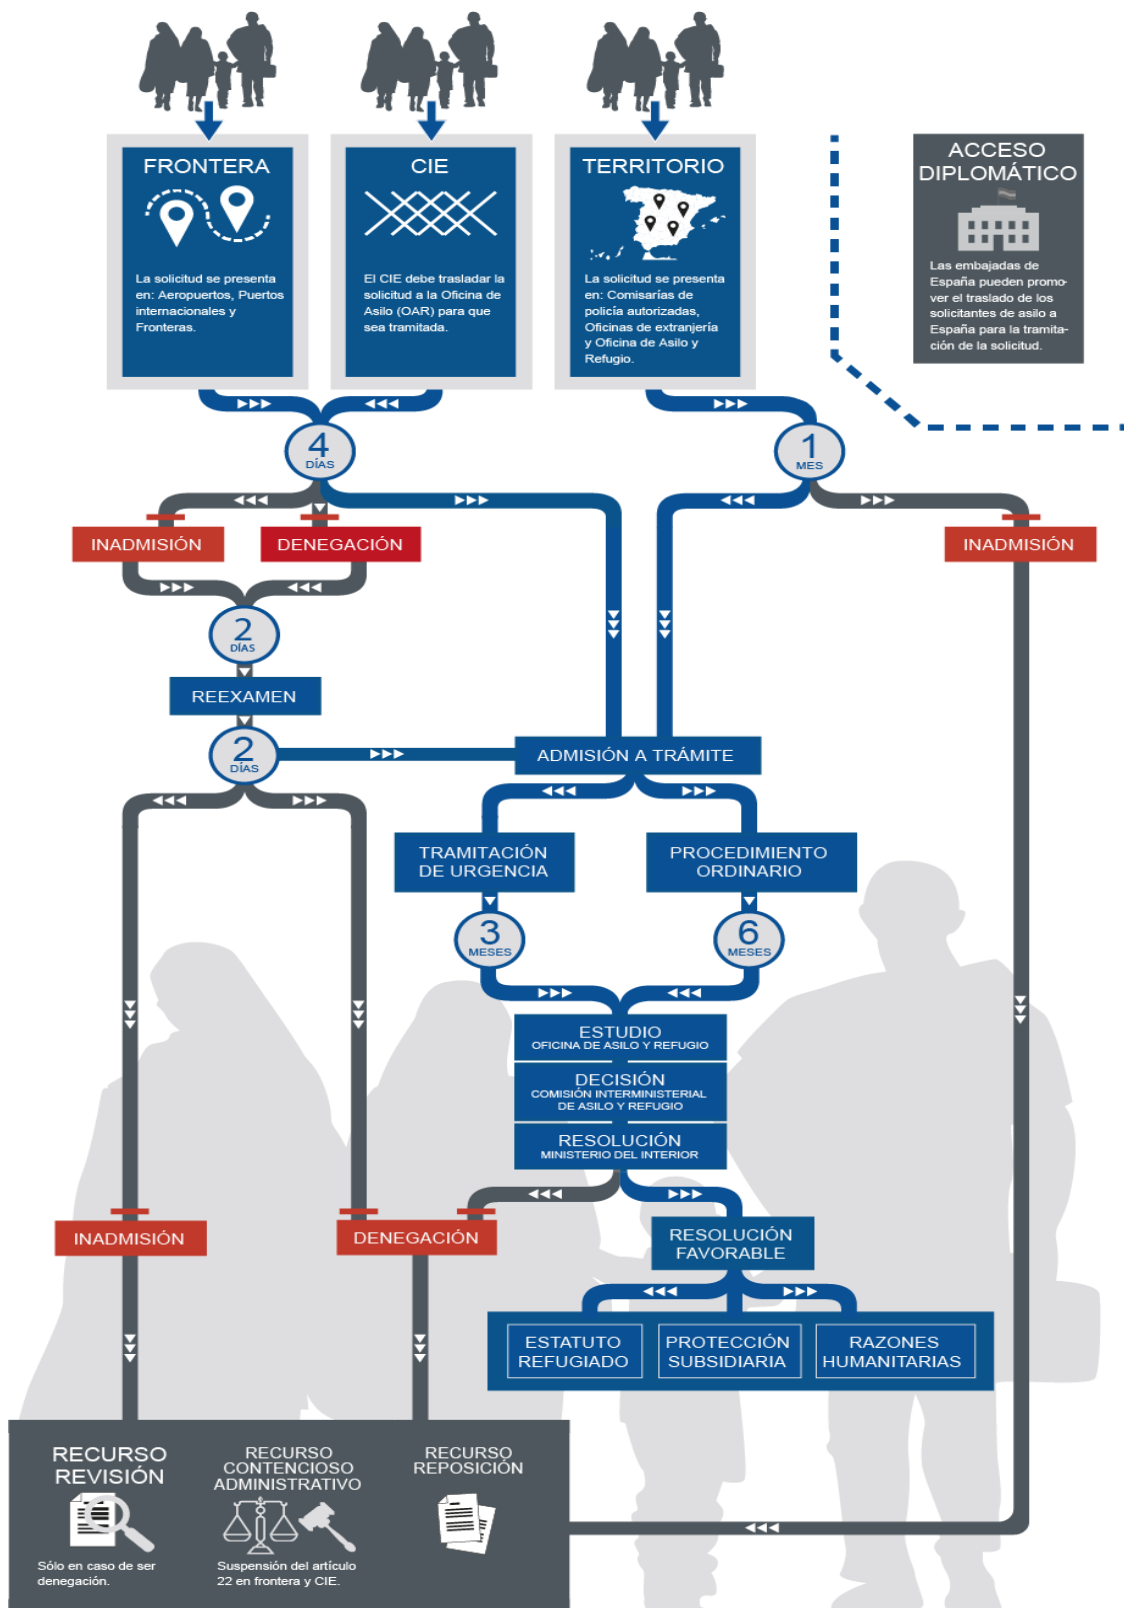 FRONTERA
La solicitud se presenta
en: Aeropuertos, Puertos
internacionales y
Fronteras.
CIE
El CIE debe trasladar la
solicitud a la Oficina de
Asilo (OAR) para que
sea tramitada.
TERRITORIO
La solicitud se presenta
en: Comisarías de
policía autorizadas,
Oficinas de extranjería
y Oficina de Asilo y
Refugio.
ACCESO
DIPLOMÁTICO
Las embajadas de
España pueden promo-
ver el traslado de los
solicitantes de asilo a
España para la tramita-
ción de la solicitud.
4
DÍAS
1
MES
INADMISIÓN
DENEGACIÓN
INADMISIÓN
2
DÍAS
REEXAMEN
2
DÍAS
ADMISIÓN A TRÁMITE
TRAMITACIÓN
DE URGENCIA
PROCEDIMIENTO
ORDINARIO
3
MESES
6
MESES
ESTUDIO
OFICINA DE ASILO Y REFUGIO
DECISIÓN
COMISIÓN INTERMINISTERIAL
DE ASILO Y REFUGIO
RESOLUCIÓN
MINISTERIO DEL INTERIOR
INADMISIÓN
DENEGACIÓN
RESOLUCIÓN
FAVORABLE
ESTATUTO
REFUGIADO
PROTECCIÓN
SUBSIDIARIA
RAZONES
HUMANITARIAS
RECURSO
REVISIÓN
Sólo en caso de ser
denegación.
RECURSO
CONTENCIOSO
ADMINISTRATIVO
Suspensión del artículo
22 en frontera y CIE.
RECURSO
REPOSICIÓN